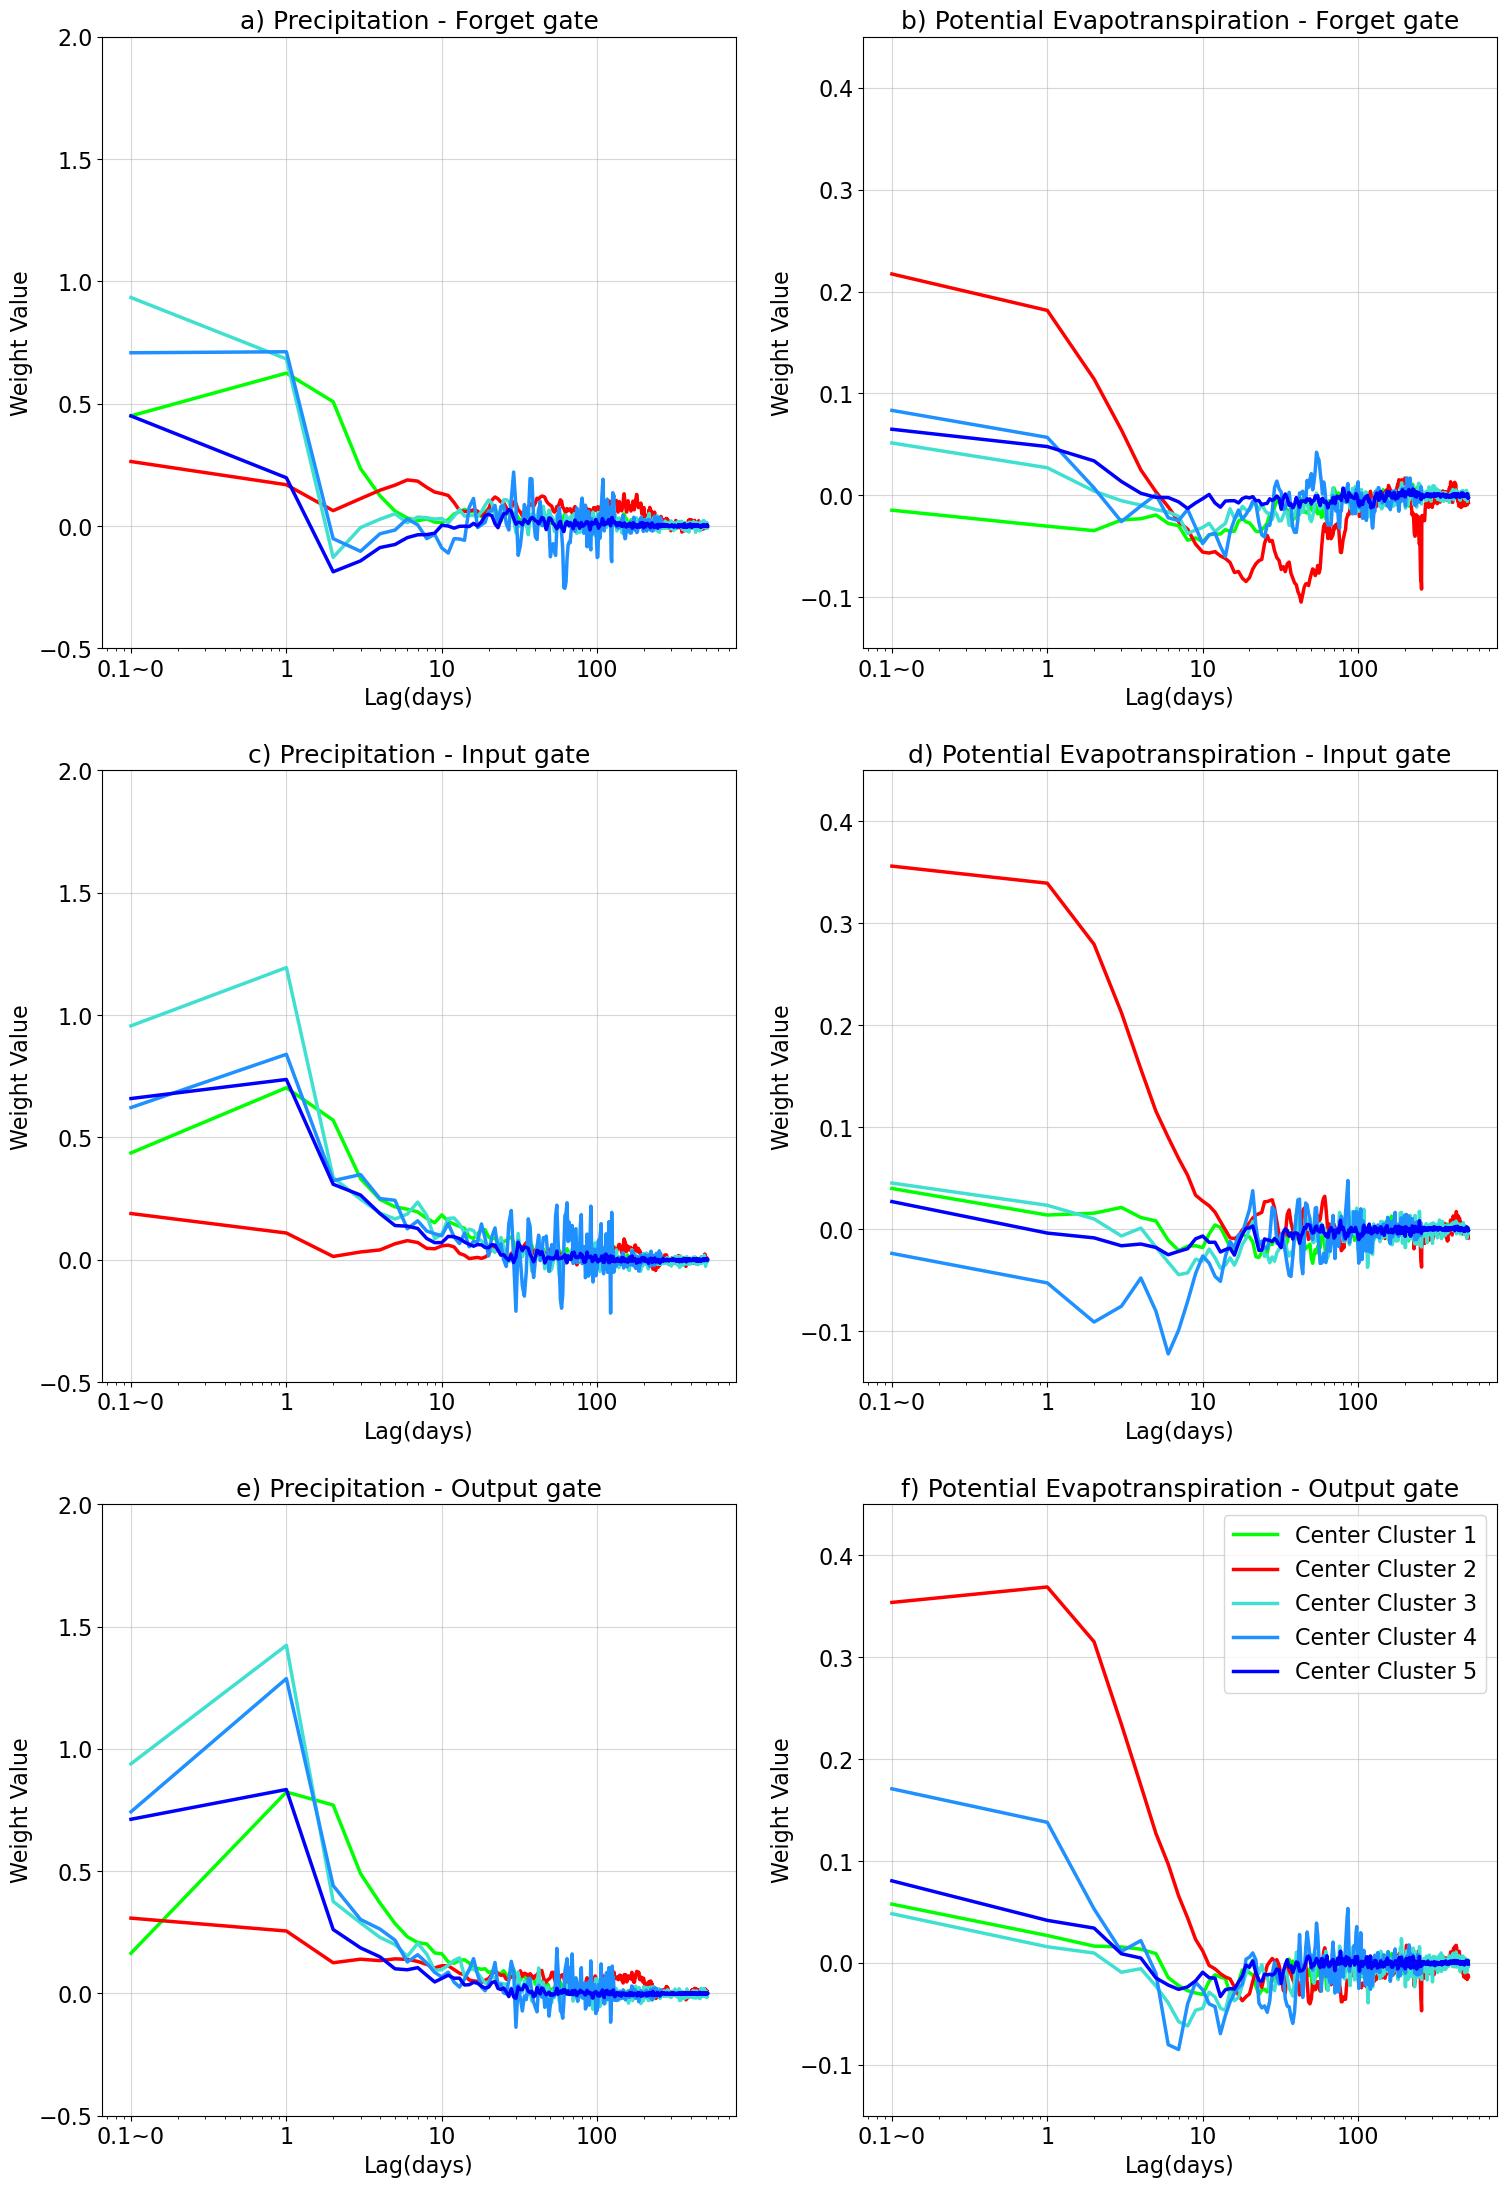 a) Precipitation - Forget gate
2.0
1.5
1.0
0.5
0.0
−0.5
Weight Value
0.1~0 1 10 100
Lag(days)
b) Potential Evapotranspiration - Forget gate
0.4
0.3
0.2
0.1
0.0
−0.1
Weight Value
0.1~0 1 10 100
Lag(days)
c) Precipitation - Input gate
2.0
1.5
1.0
0.5
0.0
−0.5
Weight Value
0.1~0 1 10 100
Lag(days)
d) Potential Evapotranspiration - Input gate
0.4
0.3
0.2
0.1
0.0
−0.1
Weight Value
0.1~0 1 10 100
Lag(days)
e) Precipitation - Output gate
2.0
1.5
1.0
0.5
0.0
−0.5
Weight Value
0.1~0 1 10 100
Lag(days)
f) Potential Evapotranspiration - Output gate
0.4
0.3
0.2
0.1
0.0
−0.1
Weight Value
Center Cluster 1
Center Cluster 2
Center Cluster 3
Center Cluster 4
Center Cluster 5
0.1~0 1 10 100
Lag(days)